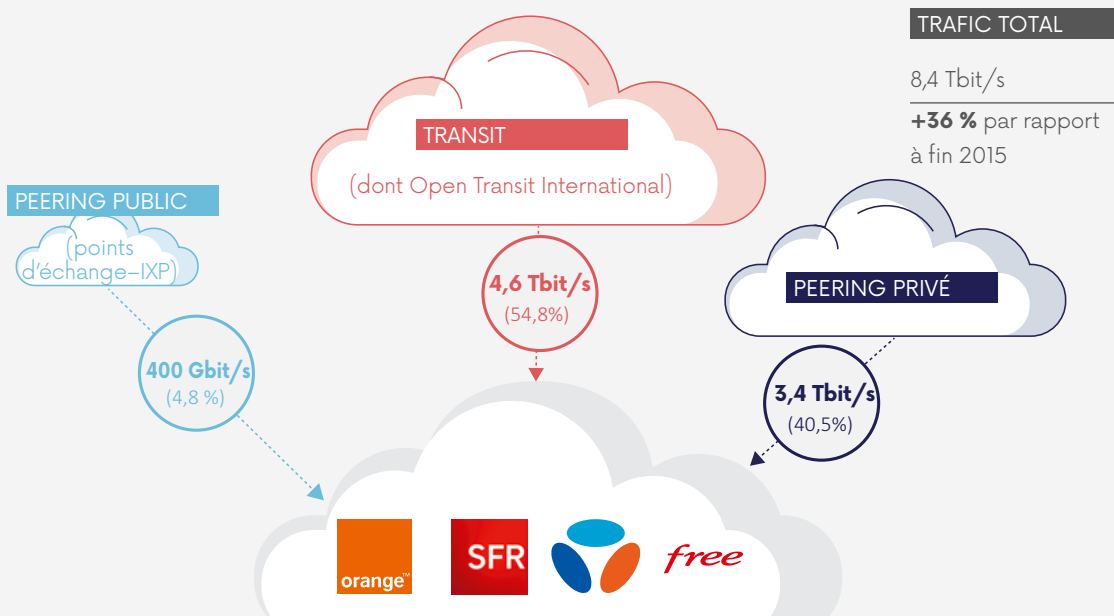 TRAFIC TOTAL
8,4 Tbit/s
+36 % par rapport
à fin 2015
TRANSIT
(dont Open Transit International)
PEERING PUBLIC
(points
d'échange–IXP)
PEERING PRIVÉ
4,6 Tbit/s
(54,8%)
400 Gbit/s
(4,8 %)
3,4 Tbit/s
(40,5%)
orange™
SFR
free